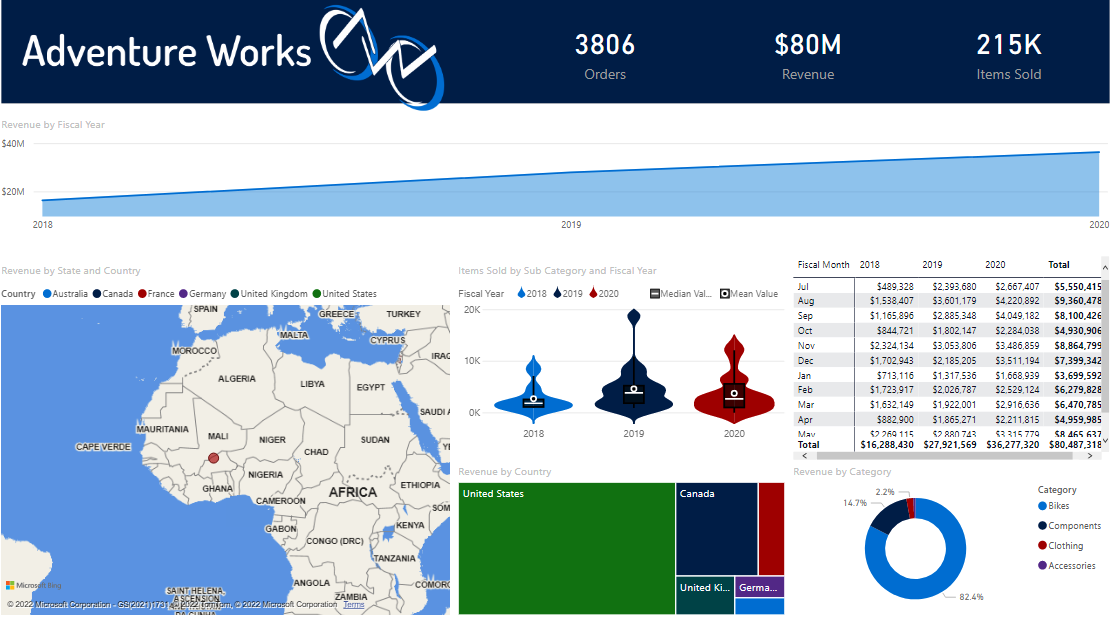 Adventure Works
3806
Orders
$80M
Revenue
215K
Items Sold
Revenue by Fiscal Year
$40M
$20M
2018
2019
2020
Revenue by State and Country
Country Australia Canada France Germany United Kingdom United States
SPAIN
GREECE
TURKEY
MALTA
CYPRUS
MOROCCO
IRAQ
ALGERIA
LIBYA
EGYPT
SAUDI A
MAURITANIA
MALI
NIGER
SUDAN
CAPE VERDE
CHAD
NIGERIA
ETHIOPIA
GHANA
AFRICA
CAMEROON
SOM
GABON
KENYA
CONGO (DRC)
TANZANIA
ANGOLA
COMORO
ZAMBIA
SAINT HELENA,
ASCENSION
Microsoft Bing
© 2022 Microsoft Corporation © 2022 TomTom, © 2022 Microsoft Corporation Terms
Items Sold by Sub Category and Fiscal Year
Fiscal Year 2018 2019 2020 Median Val... Mean Value
20K
10K
0K
2018 2019 2020
Fiscal Month 2018 2019 2020 Total
Jul $489,328 $2,393,680 $2,667,407 $5,550,415
Aug $1,538,407 $3,601,179 $4,220,892 $9,360,478
Sep $1,165,896 $2,885,348 $4,049,182 $8,100,426
Oct $844,721 $1,802,147 $2,284,038 $4,930,906
Nov $2,324,134 $3,053,806 $3,486,859 $8,864,799
Dec $1,702,943 $2,185,205 $3,511,194 $7,399,342
Jan $713,116 $1,317,536 $1,668,939 $3,699,592
Feb $1,723,917 $2,026,787 $2,529,124 $6,279,828
Mar $1,632,149 $1,922,001 $2,916,636 $6,470,785
Apr $882,900 $1,865,271 $2,211,815 $4,959,985
May $2,269,115 $2,880,743 $3,315,779 $8,465,637
Total $16,288,430 $27,921,569 $36,277,320 $80,487,318
Revenue by Country
United States
Canada
United Ki...
Germa...
Revenue by Category
2.2%
14.7%
82.4%
Category
Bikes
Components
Clothing
Accessories